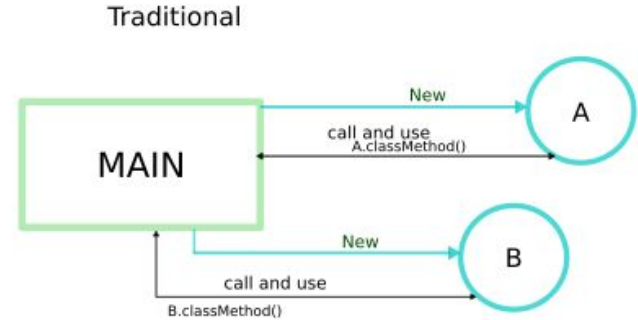 Traditional
New
A
call and use
A.classMethod()
MAIN
New
B
call and use
B.classMethod()